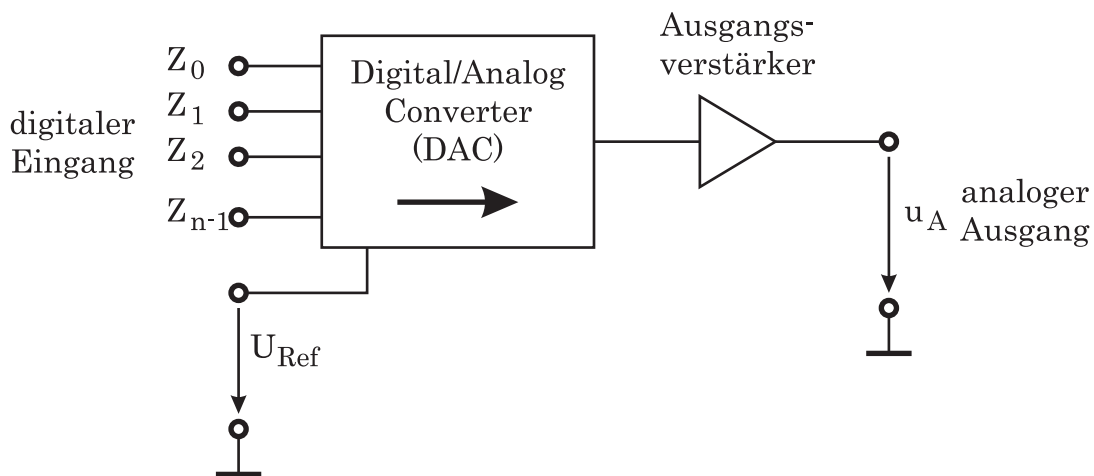 digitaler
Eingang
Z0
Z1
Z2
Zn-1
Digital/Analog
Converter
(DAC)
Ausgangs-
verstärker
uA
analoger
Ausgang
URef